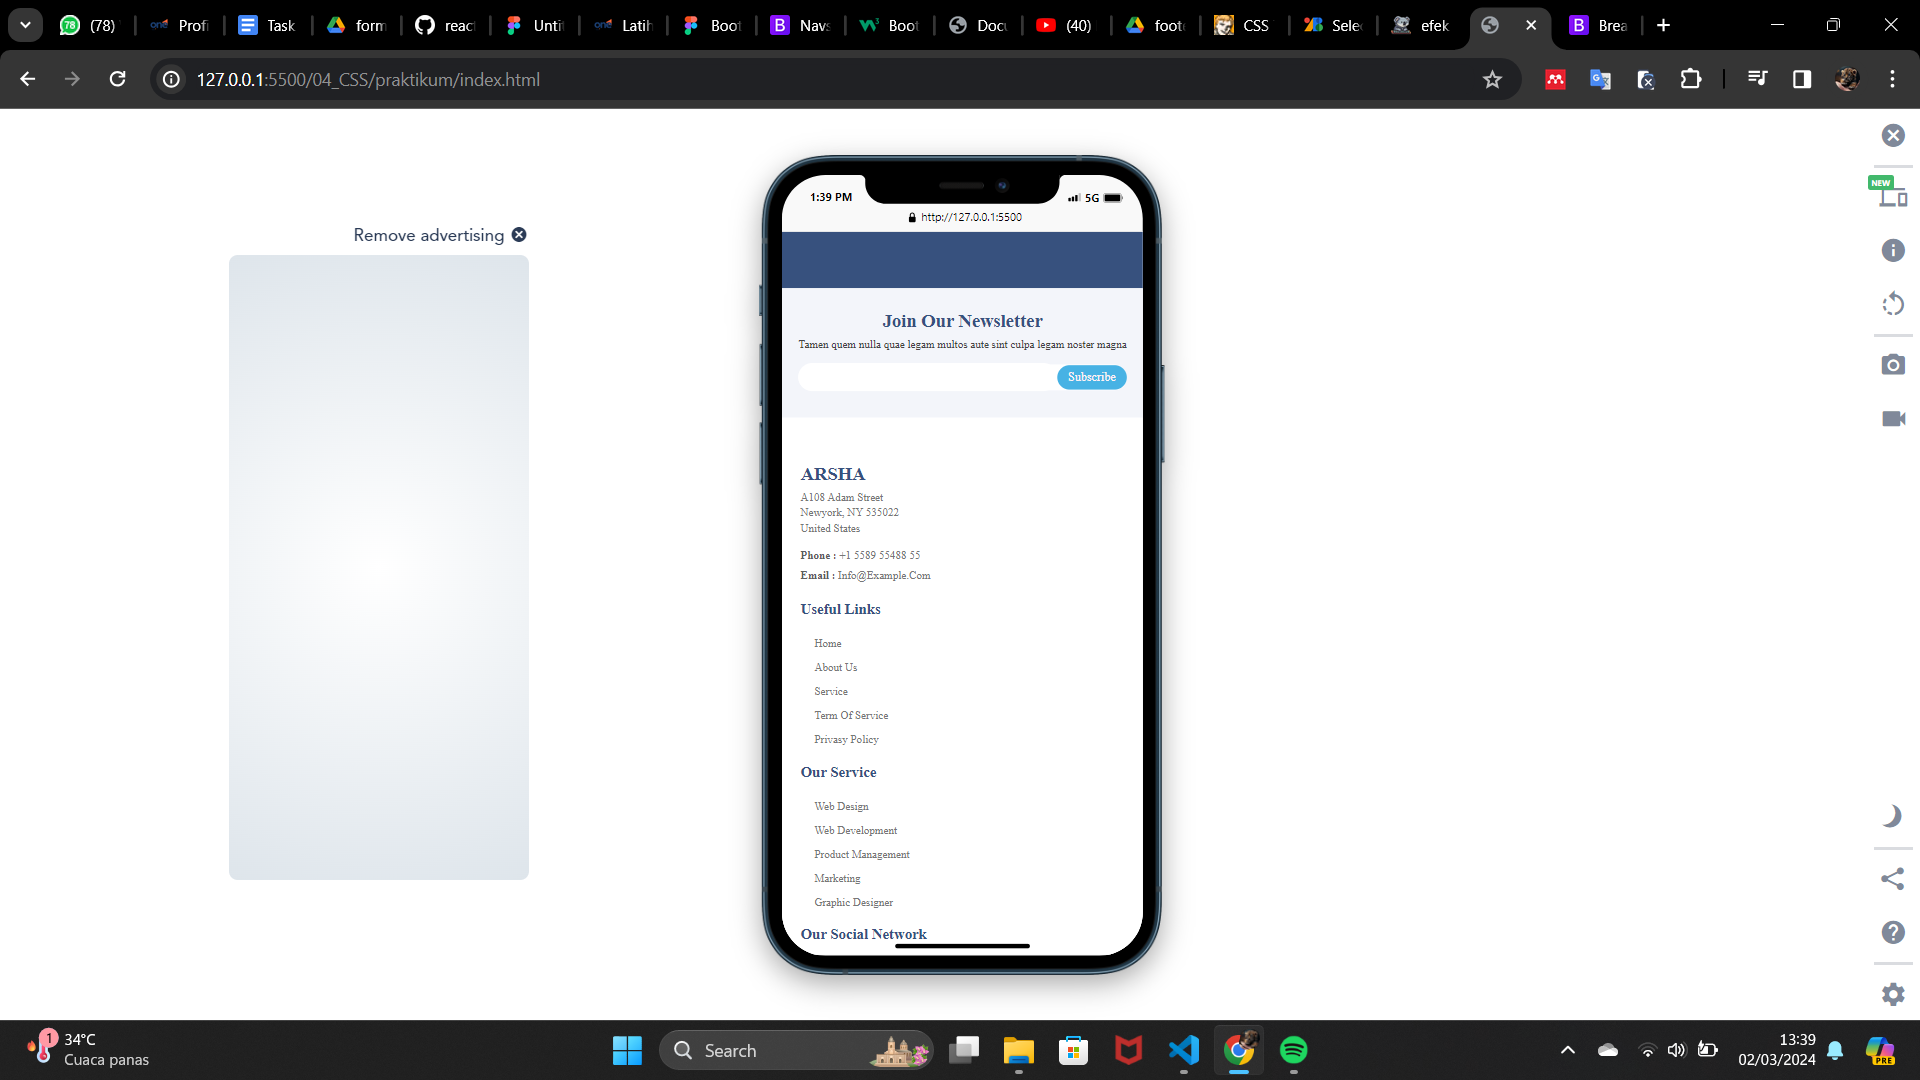 (78)
Profi
Task
form
reac
Unti
Latih
Boot
Navs
Boot
Docu
(40)
foote
CSS
Selec
efek
Brea
127.0.0.1:5500/04_CSS/praktikum/index.html
NEW
Remove advertising
1:39 PM
5G
http://127.0.0.1:5500
Join Our Newsletter
Tamen quem nulla quae legam multos aute sint culpa legam noster magna
Subscribe
ARSHA
A108 Adam Street
Newyork, NY 535022
United States
Phone : +1 5589 55488 55
Email : Info@Example.Com
Useful Links
Home
About Us
Service
Term Of Service
Privasy Policy
Our Service
Web Design
Web Development
Product Management
Marketing
Graphic Designer
Our Social Network
1
34°C
Cuaca panas
Search
13:39
02/03/2024
PRE